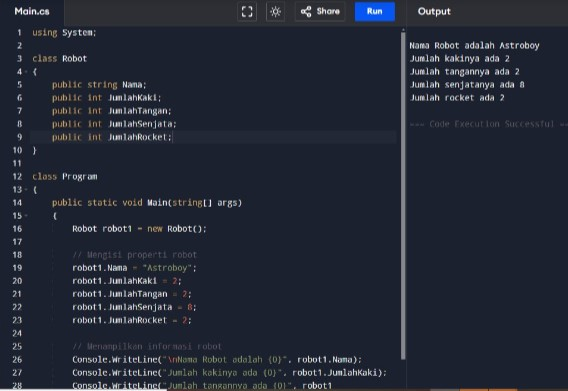 Main.cs
Share
Run
Output
1 using System;
2
3 class Robot
4 {
5 public string Nama;
6 public int JumlahKaki;
7 public int JumlahTangan;
8 public int JumlahSenjata;
9 public int JumlahRocket;
10 }
11
12 class Program
13 {
14 public static void Main(string[] args)
15 {
16 Robot robot1 = new Robot();
17
18 // Mengisi properti robot
19 robot1.Nama = "Astroboy";
20 robot1.JumlahKaki = 2;
21 robot1.JumlahTangan = 2;
22 robot1.JumlahSenjata = 8;
23 robot1.JumlahRocket = 2;
24
25 // Menampilkan informasi robot
26 Console.WriteLine("\nNama Robot adalah {0}", robot1.Nama);
27 Console.WriteLine("Jumlah kakinya ada {0}", robot1.JumlahKaki);
28 Console.WriteLine("Jumlah tangannya ada {0}", robot1
Nama Robot adalah Astroboy
Jumlah kakinya ada 2
Jumlah tangannya ada 2
Jumlah senjatanya ada 8
Jumlah rocket ada 2
=== Code Execution Successful ==